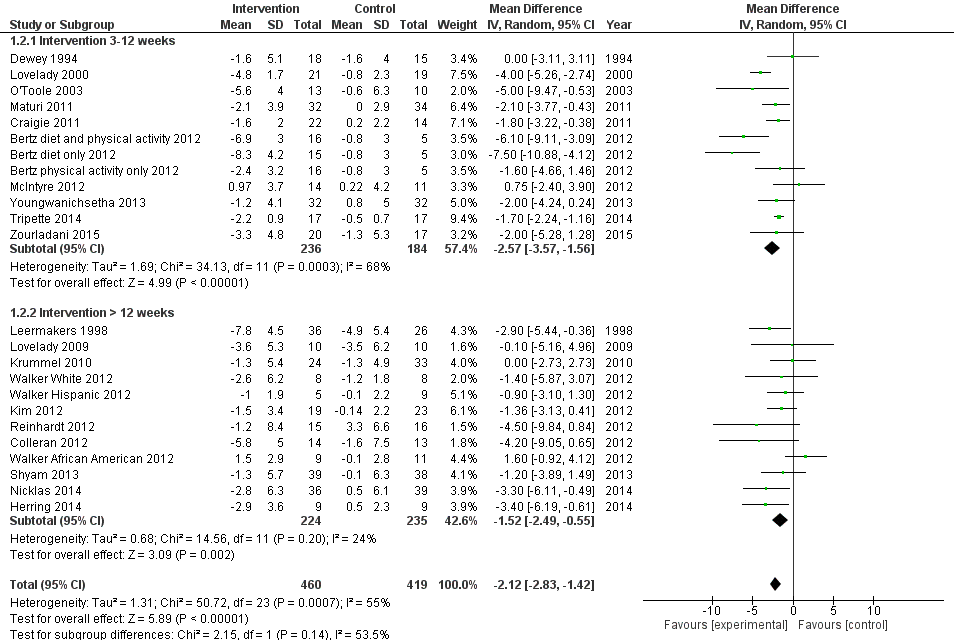 Intervention Control Mean Difference Mean Difference
Study or Subgroup Mean SD Total Mean SD Total Weight IV, Random, 95% CI Year IV, Random, 95% CI
1.2.1 Intervention 3-12 weeks
Dewey 1994 -1.6 5.1 18 -1.6 4 15 3.4% 0.00 [-3.11, 3.11] 1994
Lovelady 2000 -4.8 1.7 21 -0.8 2.3 19 7.5% -4.00 [-5.26, -2.74] 2000
O'Toole 2003 -5.6 4 13 -0.6 6.3 10 2.0% -5.00 [-9.47, -0.53] 2003
Maturi 2011 -2.1 3.9 32 0 2.9 34 6.4% -2.10 [-3.77, -0.43] 2011
Craigie 2011 -1.6 2 22 0.2 2.2 14 7.1% -1.80 [-3.22, -0.38] 2011
Bertz diet and physical activity 2012 -6.9 3 16 -0.8 3 5 3.5% -6.10 [-9.11, -3.09] 2012
Bertz diet only 2012 -8.3 4.2 15 -0.8 3 5 3.0% -7.50 [-10.88, -4.12] 2012
Bertz physical activity only 2012 -2.4 3.2 16 -0.8 3 5 3.5% -1.60 [-4.66, 1.46] 2012
McIntyre 2012 0.97 3.7 14 0.22 4.2 11 3.3% 0.75 [-2.40, 3.90] 2012
Youngwanichsetha 2013 -1.2 4.1 32 0.8 5 32 4.9% -2.00 [-4.24, 0.24] 2013
Tripette 2014 -2.2 0.9 17 -0.5 0.7 17 9.6% -1.70 [-2.24, -1.16] 2014
Zourladani 2015 -3.3 4.8 20 -1.3 5.3 17 3.2% -2.00 [-5.28, 1.28] 2015
Subtotal (95% CI) 236 184 57.4% -2.57 [-3.57, -1.56]
Heterogeneity: Tau² = 1.69; Chi² = 34.13, df = 11 (P = 0.0003); I² = 68%
Test for overall effect: Z = 4.99 (P < 0.00001)
1.2.2 Intervention > 12 weeks
Leermakers 1998 -7.8 4.5 36 -4.9 5.4 26 4.3% -2.90 [-5.44, -0.36] 1998
Lovelady 2009 -3.6 5.3 10 -3.5 6.2 10 1.7% -0.10 [-5.16, 4.96] 2009
Krummel 2010 -1.3 5.4 24 -1.3 4.9 33 4.0% 0.00 [-2.73, 2.73] 2010
Walker White 2012 -2.6 6.2 8 -1.2 1.8 8 2.0% -1.40 [-5.87, 3.07] 2012
Walker Hispanic 2012 -1 1.9 5 -0.1 2.2 9 5.1% -0.90 [-3.10, 1.30] 2012
Kim 2012 -1.5 3.4 19 -0.14 2.2 23 6.1% -1.36 [-3.13, 0.41] 2012
Reinhardt 2012 -1.2 8.4 15 3.3 6.6 16 1.5% -4.50 [-9.84, 0.84] 2012
Colleran 2012 -5.8 5 14 -1.6 7.5 13 1.8% -4.20 [-9.05, 0.65] 2012
Walker African American 2012 1.5 2.9 9 -0.1 2.8 11 4.4% 1.60 [-0.92, 4.12] 2012
Shyam 2013 -1.3 5.7 39 -0.1 6.3 38 4.1% -1.20 [-3.89, 1.49] 2013
Nicklas 2014 -2.8 6.3 36 0.5 6.1 39 3.9% -3.30 [-6.11, -0.49] 2014
Herring 2014 -2.9 3.6 9 0.5 2.3 9 3.9% -3.40 [-6.19, -0.61] 2014
Subtotal (95% CI) 224 235 42.6% -1.52 [-2.49, -0.55]
Heterogeneity: Tau² = 0.68; Chi² = 14.56, df = 11 (P = 0.20); I² = 24%
Test for overall effect: Z = 3.09 (P = 0.002)
Total (95% CI) 460 419 100.0% -2.12 [-2.83, -1.42]
Heterogeneity: Tau² = 1.31; Chi² = 50.72, df = 23 (P = 0.0007); I² = 55%
Test for overall effect: Z = 5.89 (P < 0.00001)
Test for subgroup differences: Chi² = 2.15, df = 1 (P = 0.14), I² = 53.5%
-10 -5 0 5 10
Favours [experimental] Favours [control]